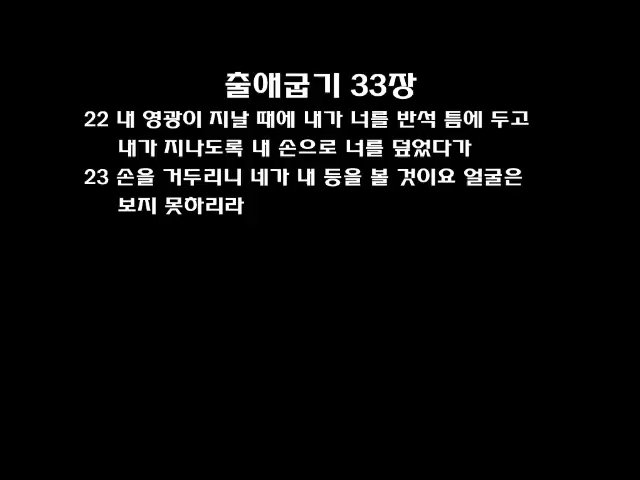 출애굽기 33장
22 내 영광이 지날 때에 내가 너를 반석 틈에 두고
내가 지나도록 내 손으로 너를 덮었다가
23 손을 거두리니 네가 내 등을 볼 것이요 얼굴은
보지 못하리라